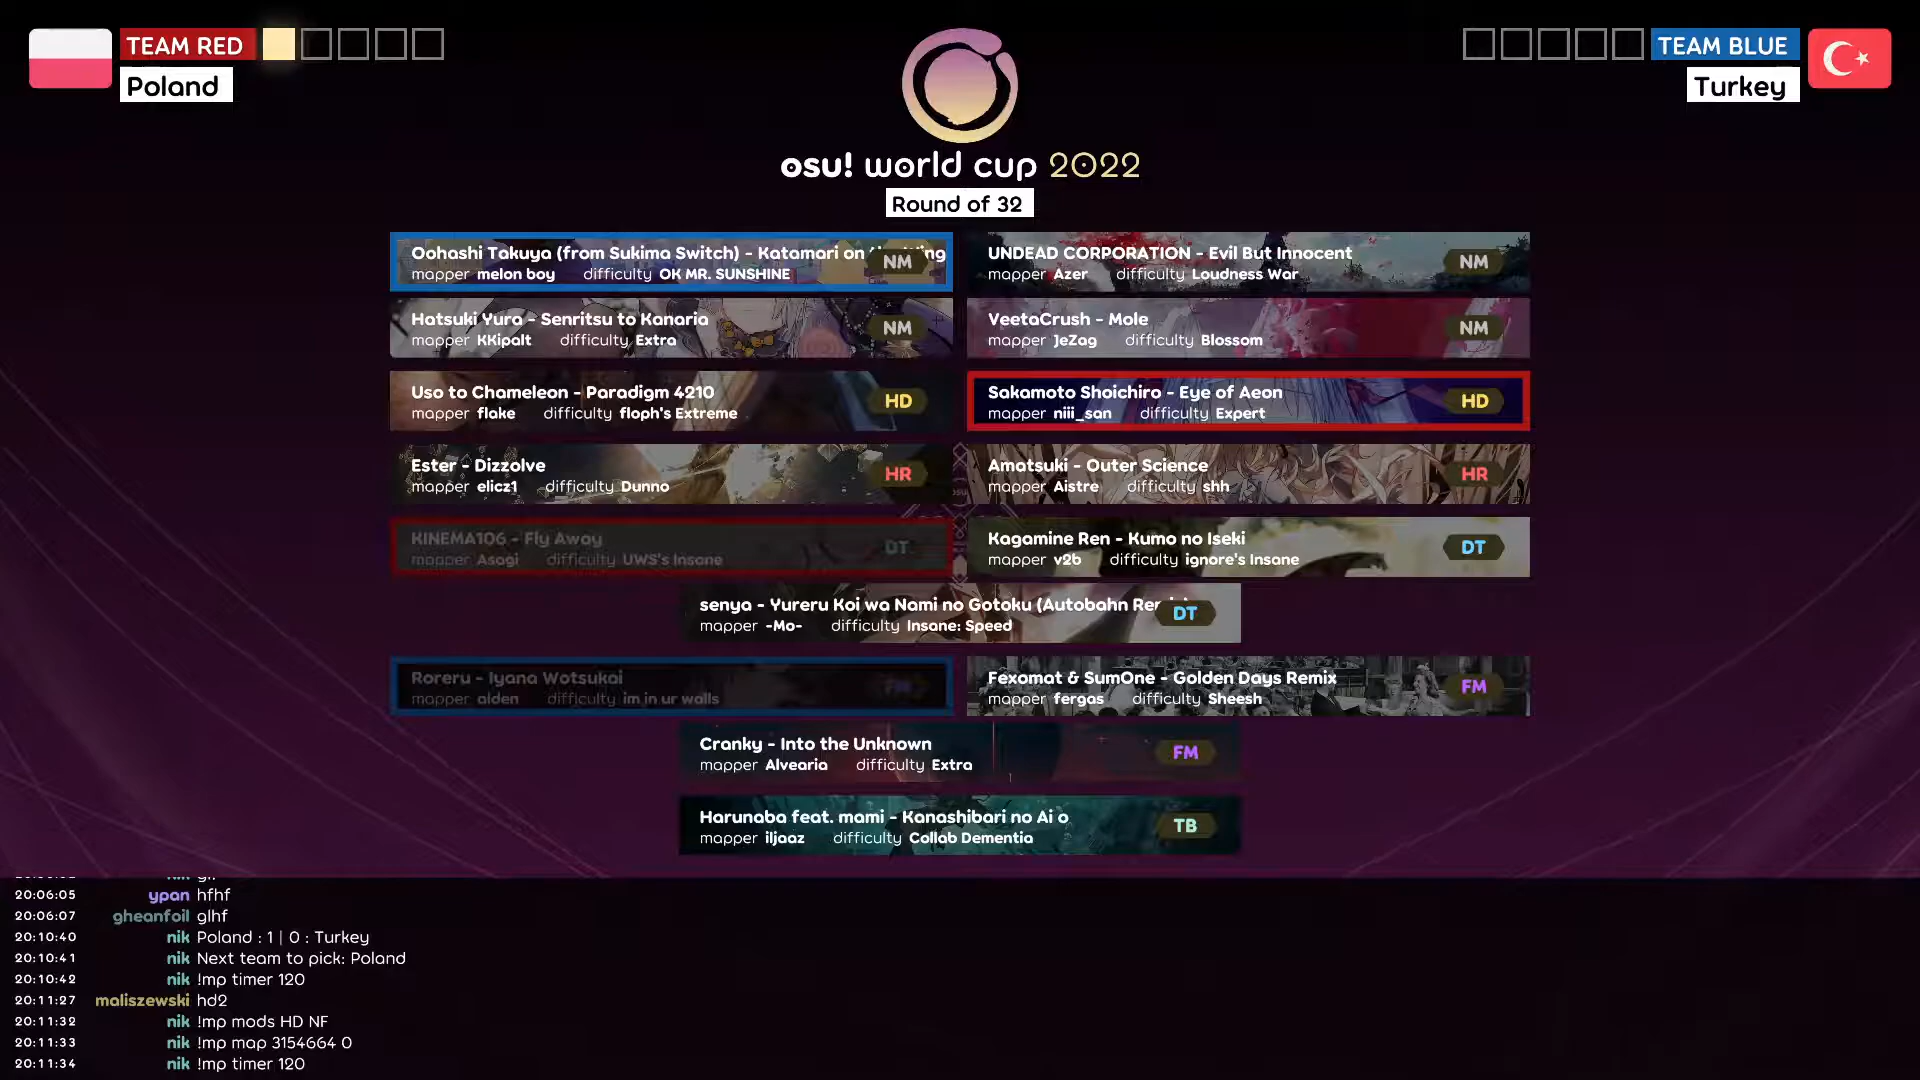 TEAM RED
Poland
TEAM BLUE
Turkey
osu! world cup 2022
Round of 32
Oohashi Takuya (from Sukima Switch) - Katamari on
mapper melon boy difficulty OK MR. SUNSHINE
NM
UNDEAD CORPORATION - Evil But Innocent
mapper Azer difficulty Loudness War
NM
Hatsuki Yura - Senritsu to Kanaria
mapper KKipalt difficulty Extra
NM
VeetaCrush - Mole
mapper JeZag difficulty Blossom
NM
Uso to Chameleon - Paradigm 4210
mapper flake difficulty floph's Extreme
HD
Sakamoto Shoichiro - Eye of Aeon
mapper niii_san difficulty Expert
HD
Ester - Dizzolve
mapper elicz1 difficulty Dunno
HR
Amatsuki - Outer Science
mapper Aistre difficulty shh
HR
KINEMA106 - Fly Away
mapper Asagi difficulty UWS's Insane
DT
Kagamine Ren - Kumo no Iseki
mapper v2b difficulty ignore's Insane
DT
senya - Yureru Koi wa Nami no Gotoku (Autobahn
mapper -Mo- difficulty Insane: Speed
DT
Roreru - Iyana Wotsukai
mapper alden difficulty im in ur walls
FM
Fexomat & SumOne - Golden Days Remix
mapper fergas difficulty Sheesh
FM
Cranky - Into the Unknown
mapper Alvearia difficulty Extra
FM
Harunaba feat. mami - Kanashibari no Ai o
mapper iljaaz difficulty Collab Dementia
TB
20:06:05 ypan hfhf
20:06:07 gheanfoil glhf
20:10:40 nik Poland : 1 | 0 : Turkey
20:10:41 nik Next team to pick: Poland
20:10:42 nik !mp timer 120
20:11:27 maliszewski hd2
20:11:32 nik !mp mods HD NF
20:11:33 nik !mp map 3154664 0
20:11:34 nik !mp timer 120